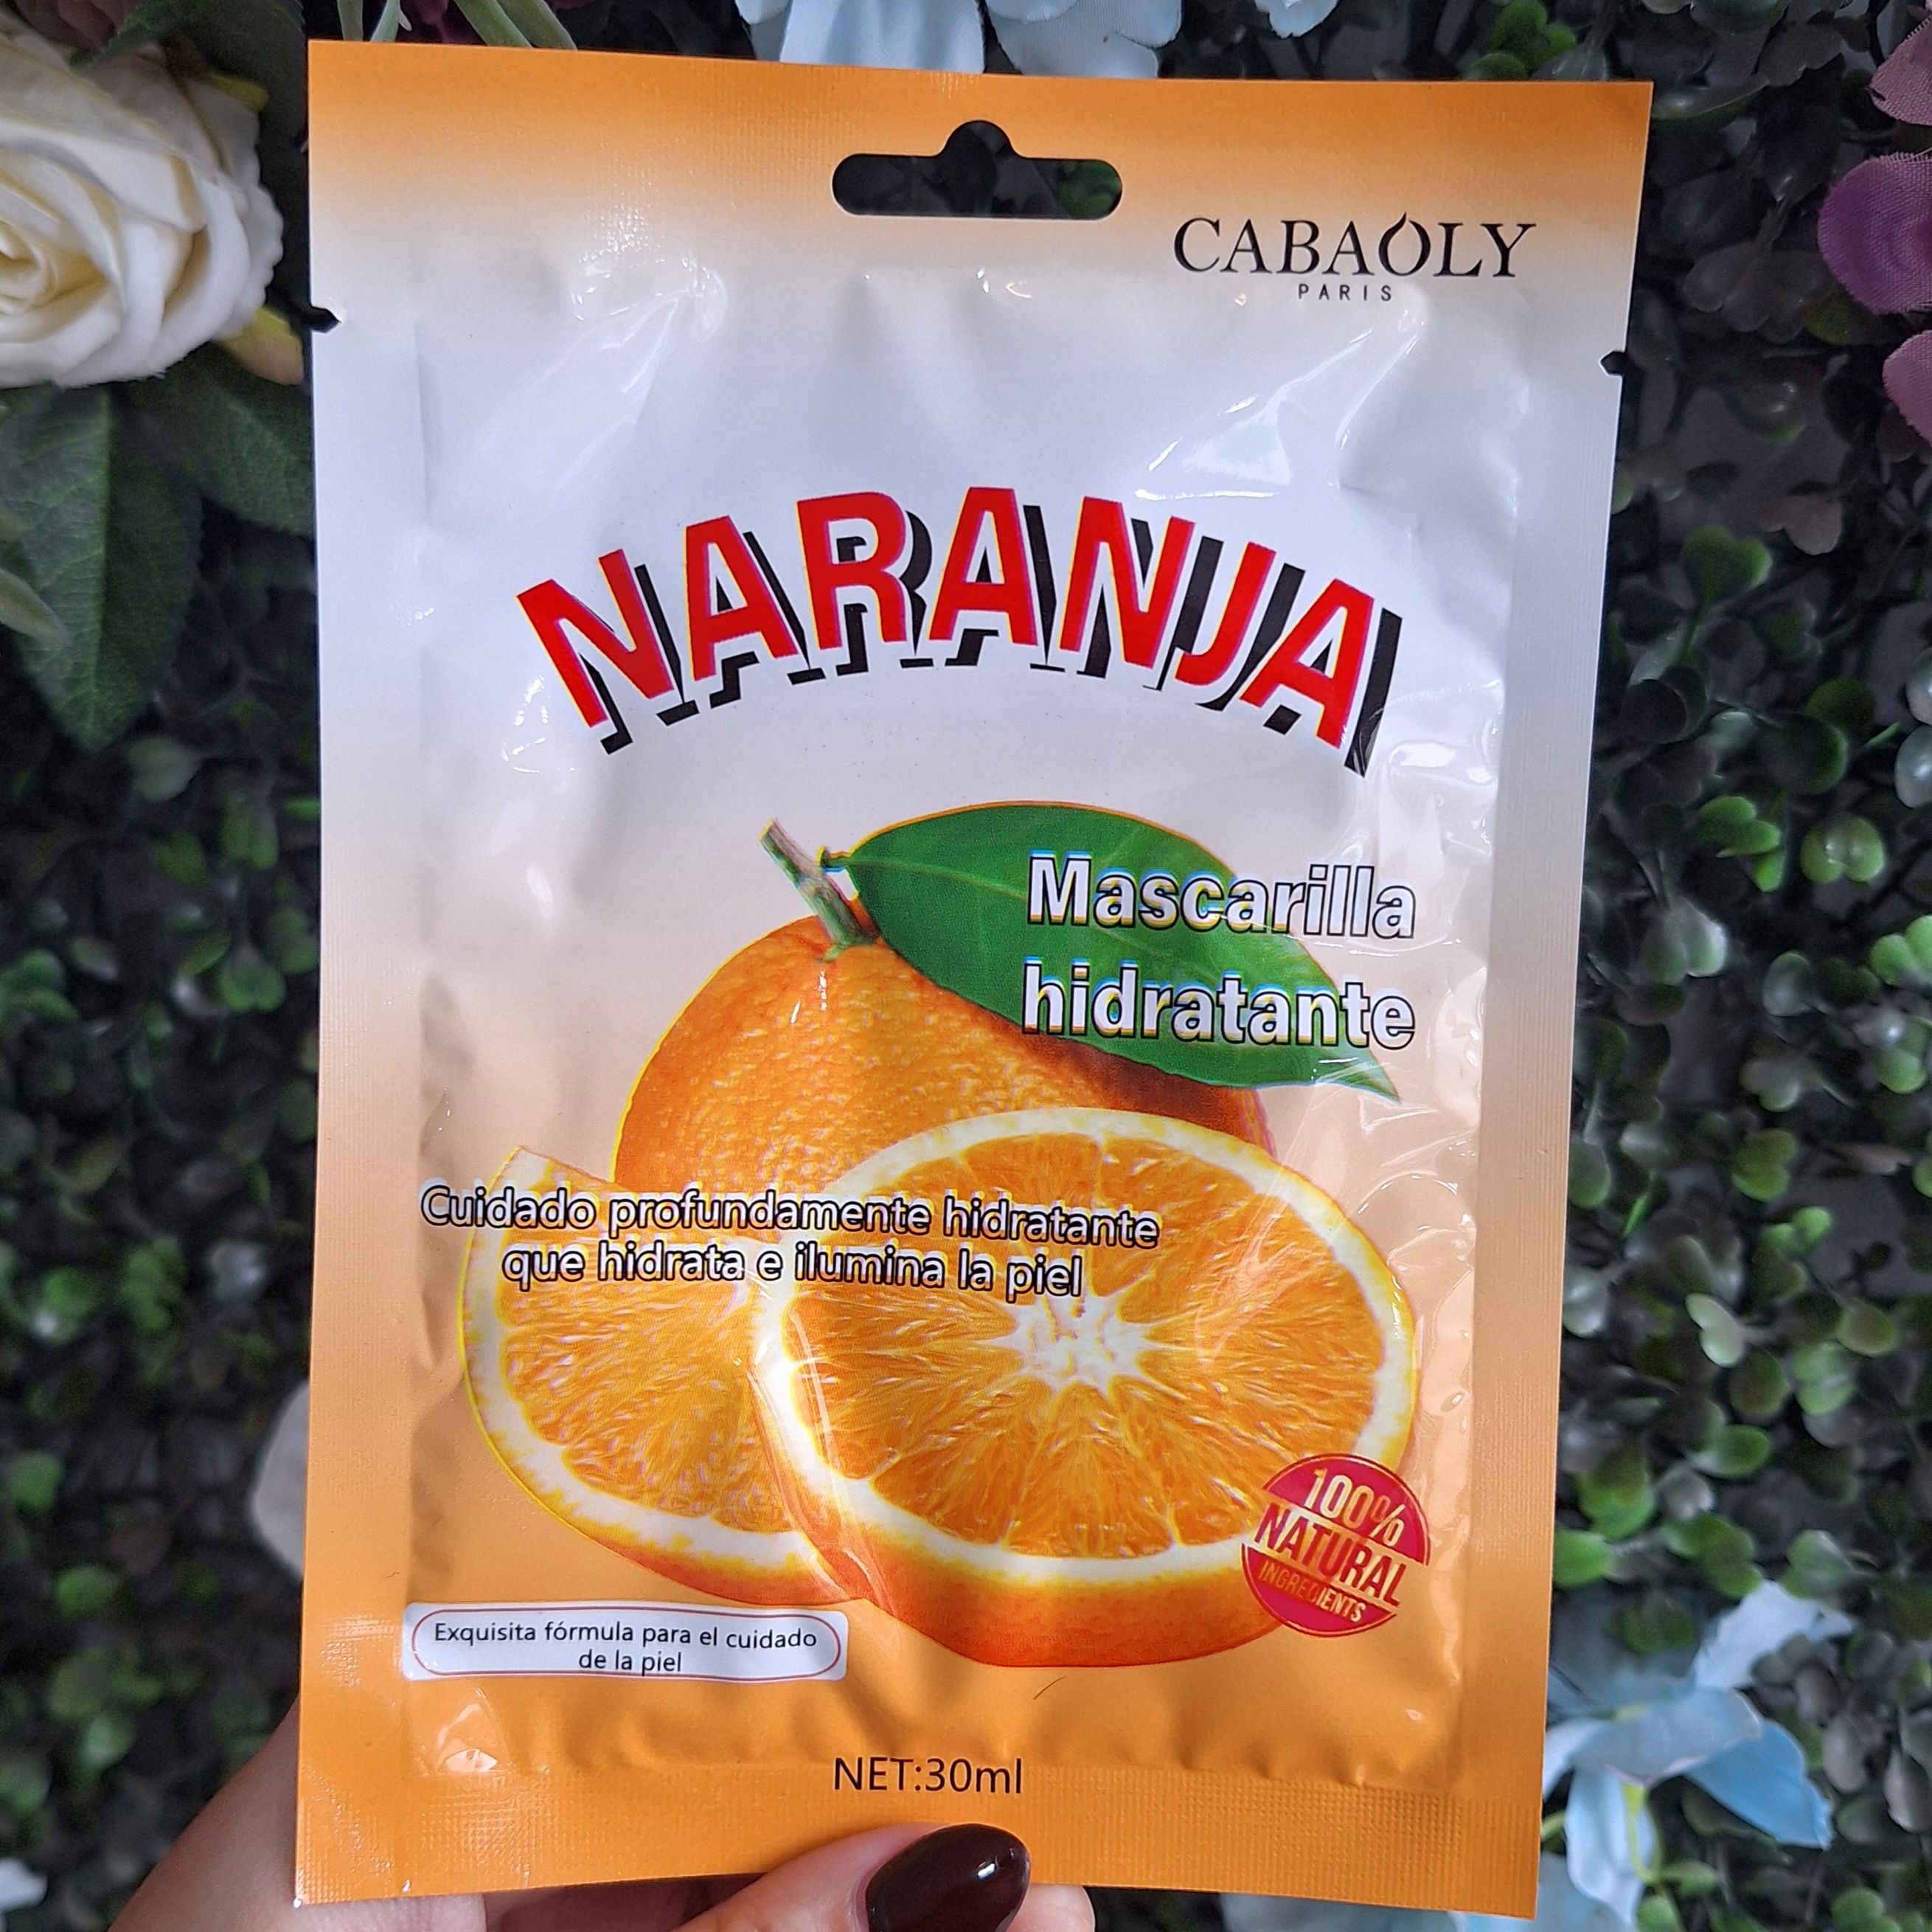 CABAOLY
PARIS
NARANJA
Mascarilla
hidratante
Cuidado profundamente hidratante
que hidrata e ilumina la piel
100%
NATURAL
INGREDIENTS
Exquisita fórmula para el cuidado
de la piel
NET:30ml